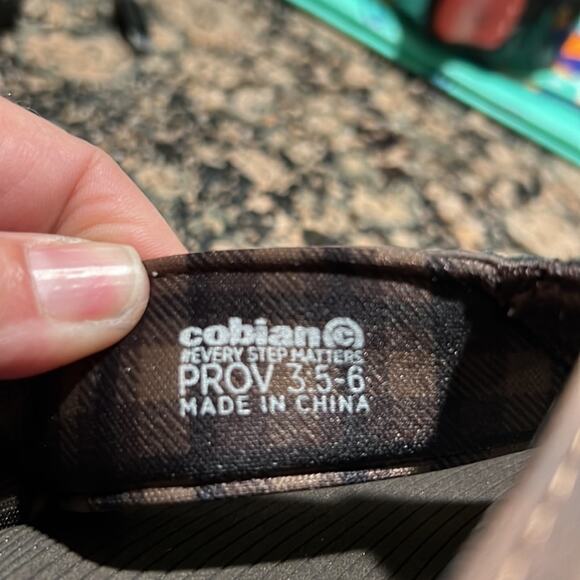 cobian©
#EVERY STEP MATTERS
PROV 3.5-6
MADE IN CHINA